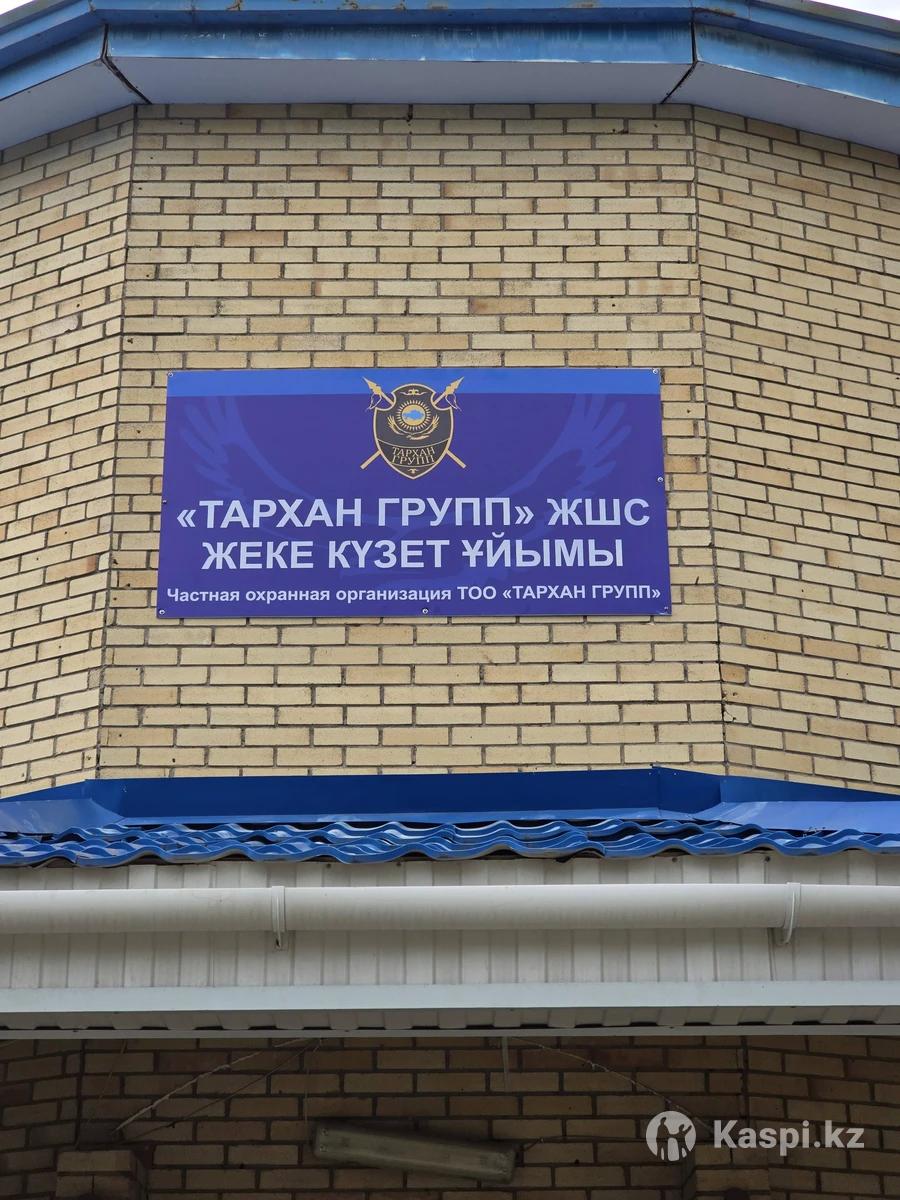 ТАРХАН
ГРУПП
«ТАРХАН ГРУПП» ЖШС
ЖЕКЕ КҮЗЕТ ҰЙЫМЫ
Частная охранная организация ТОО «ТАРХАН ГРУПП»
Kaspi.kz